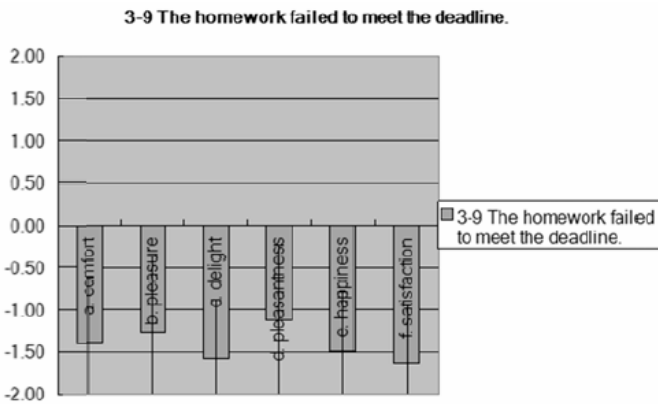 3-9 The homework failed to meet the deadline.
2.00
1.50
1.00
0.50
0.00
-0.50
-1.00
-1.50
-2.00
a. comfort
b. pleasure
a. delight
d. pleasantness
e. happiness
f. satisfaction
3-9 The homework failed
to meet the deadline.